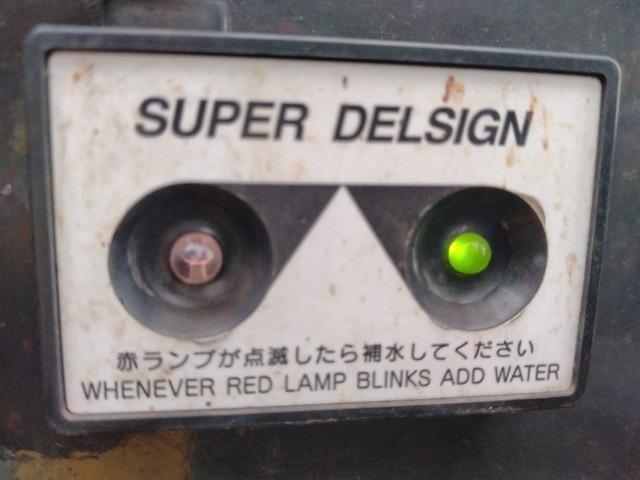 SUPER DELSIGN
赤ランプが点滅したら補水してください
WHENEVER RED LAMP BLINKS ADD WATER